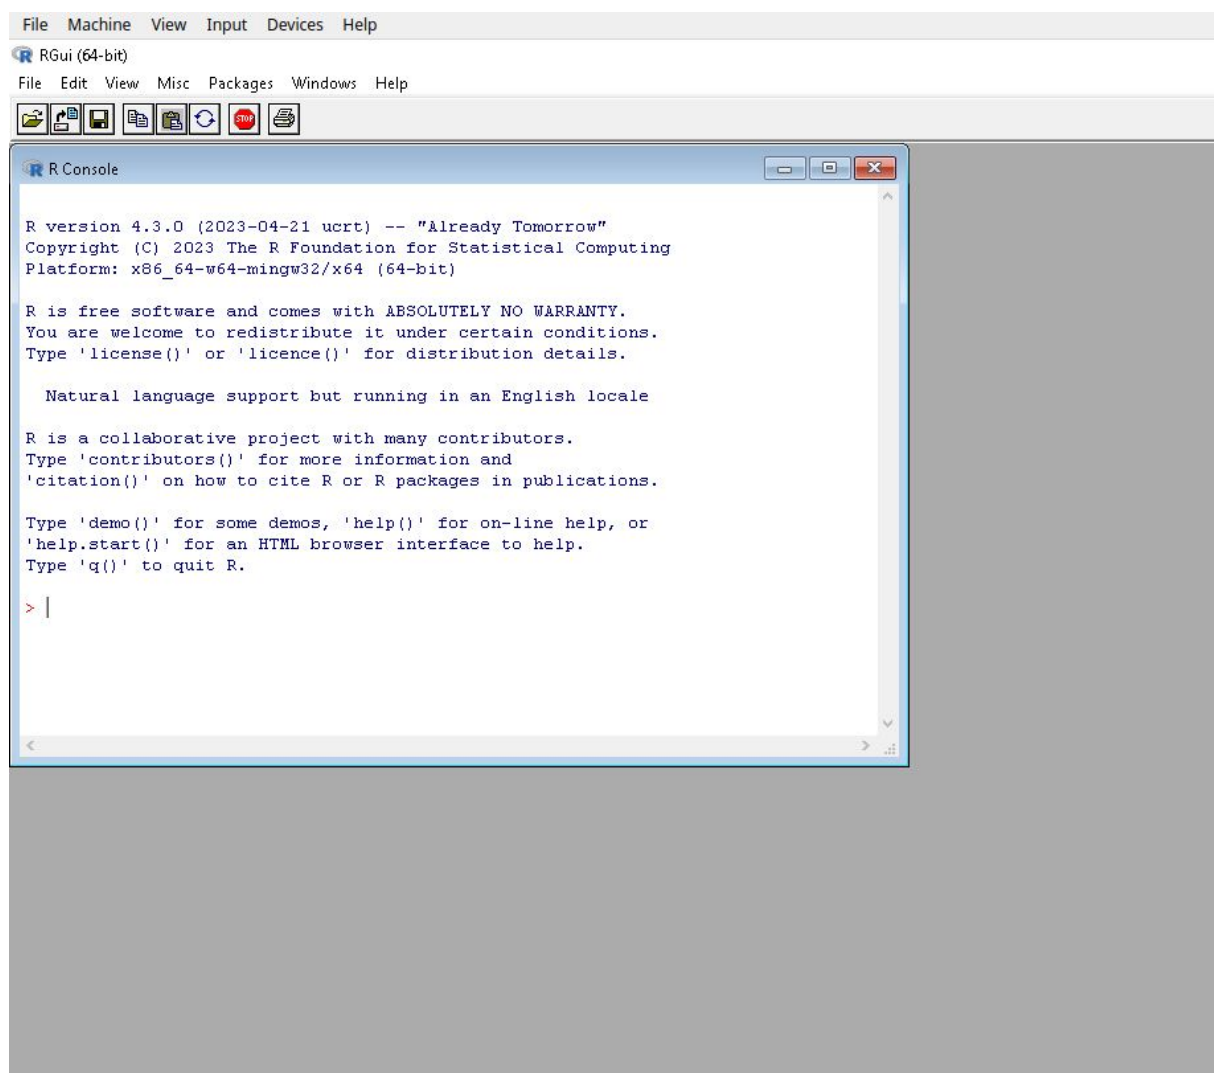 File Machine View Input Devices Help
RGui (64-bit)
File Edit View Misc Packages Windows Help
STOP
R Console
R version 4.3.0 (2023-04-21 ucrt) -- "Already Tomorrow"
Copyright (C) 2023 The R Foundation for Statistical Computing
Platform: x86_64-w64-mingw32/x64 (64-bit)
R is free software and comes with ABSOLUTELY NO WARRANTY.
You are welcome to redistribute it under certain conditions.
Type 'license()' or 'licence()' for distribution details.
Natural language support but running in an English locale
R is a collaborative project with many contributors.
Type 'contributors()' for more information and
'citation()' on how to cite R or R packages in publications.
Type 'demo()' for some demos, 'help()' for on-line help, or
'help.start()' for an HTML browser interface to help.
Type 'q()' to quit R.
>